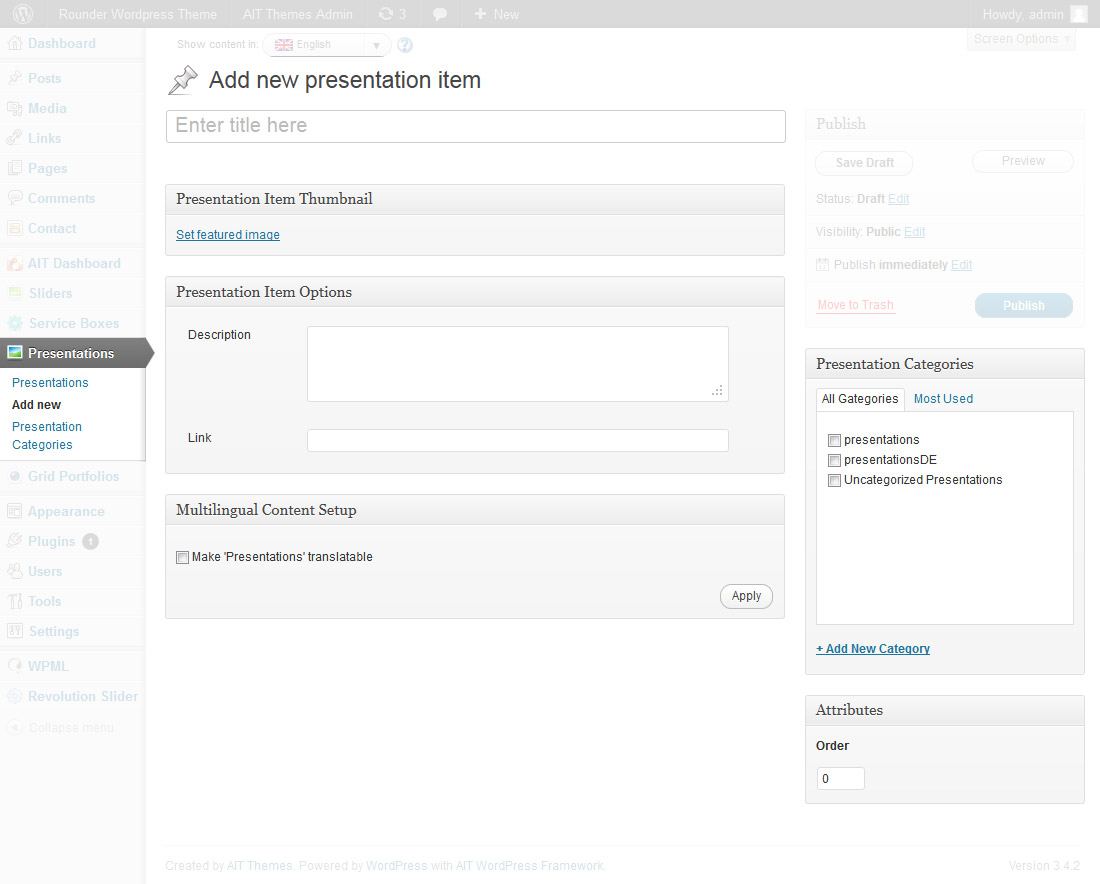 Rounder Wordpress Theme AIT Themes Admin 3 + New Howdy, admin
Dashboard
Posts
Media
Links
Pages
Comments
Contact
AIT Dashboard
Sliders
Service Boxes
Presentations
Presentations
Add new
Presentation
Categories
Grid Portfolios
Appearance
Plugins 1
Users
Tools
Settings
WPML
Revolution Slider
Collapse menu
Show content in: English ?
Screen Options
Add new presentation item
Enter title here
Presentation Item Thumbnail
Set featured image
Presentation Item Options
Description
Link
Multilingual Content Setup
Make 'Presentations' translatable
Apply
Publish
Save Draft Preview
Status: Draft Edit
Visibility: Public Edit
Publish immediately Edit
Move to Trash Publish
Presentation Categories
All Gategories Most Used
presentations
presentationsDE
Uncategorized Presentations
+ Add New Category
Attributes
Order
0
Created by AIT Themes. Powered by WordPress with AIT WordPress Framework. Version 3.4.2